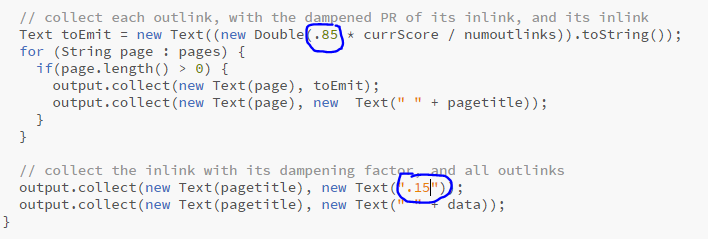 // collect each outlink, with the dampened PR of its inlink, and its inlink
Text toEmit = new Text((new Double(.85 * currScore / numoutlinks)).toString());
for (String page : pages) {
if(page.length() > 0) {
output.collect(new Text(page), toEmit);
output.collect(new Text(page), new  Text(" " + pagetitle));
}
}
// collect the inlink with its dampening factor, and all outlinks
output.collect(new Text(pagetitle), new Text(".15") ;
output.collect(new Text(pagetitle), new Text(" " + data));
}